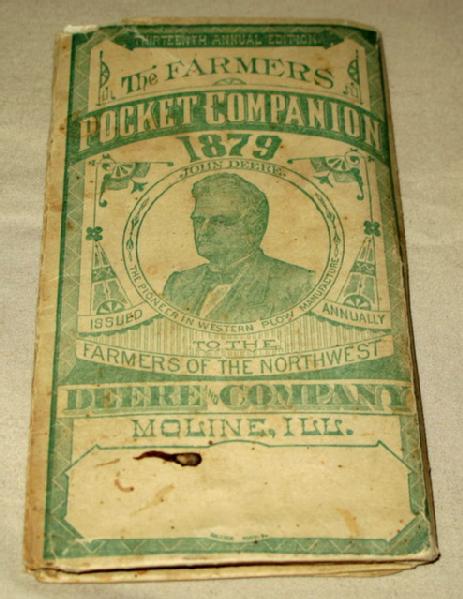 THIRTEENTH ANNUAL EDITION.
The FARMERS
POCKET COMPANION
1879
JOHN DEERE.
THE PIONEER IN WESTERN PLOW MANUFACTURE
ISSUED ANNUALLY
TO THE
FARMERS OF THE NORTHWEST
DEERE AND COMPANY
MOLINE, ILL.